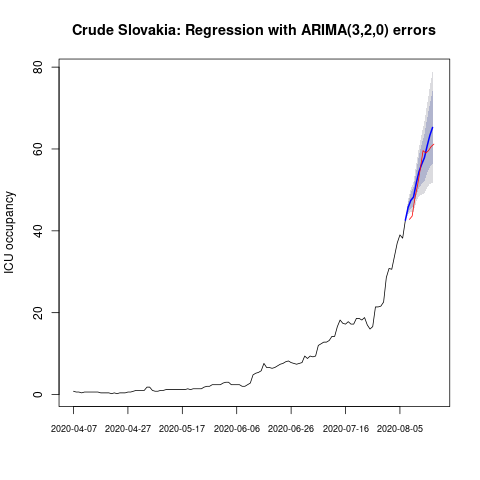 Crude Slovakia: Regression with ARIMA(3,2,0) errors
80
60
40
20
0
ICU occupancy
2020-04-07 2020-04-27 2020-05-17 2020-06-06 2020-06-26 2020-07-16 2020-08-05